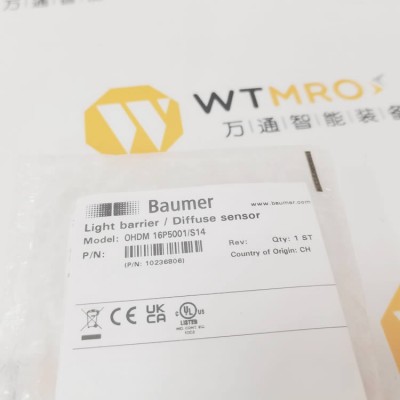 WTMRO
万|通|智|能|装|备
Baumer
www.baumer.com
Light barrier / Diffuse sensor
Model: OHDM 16P5001/S14
P/N:
(P/N: 10236806)
Rev:
Qty: 1 ST
Country of Origin: CH
CE
UK
CA
UL
LISTED